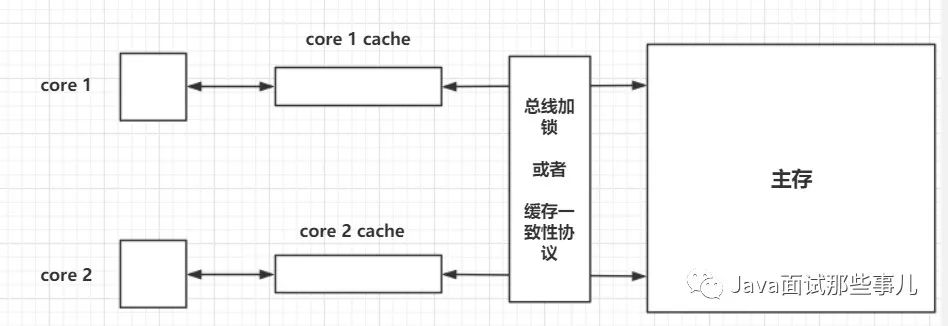 core 1 cache
core 1
总线加
锁
或者
缓存一
致性协
议
主存
core 2 cache
core 2
Java面试那些事儿